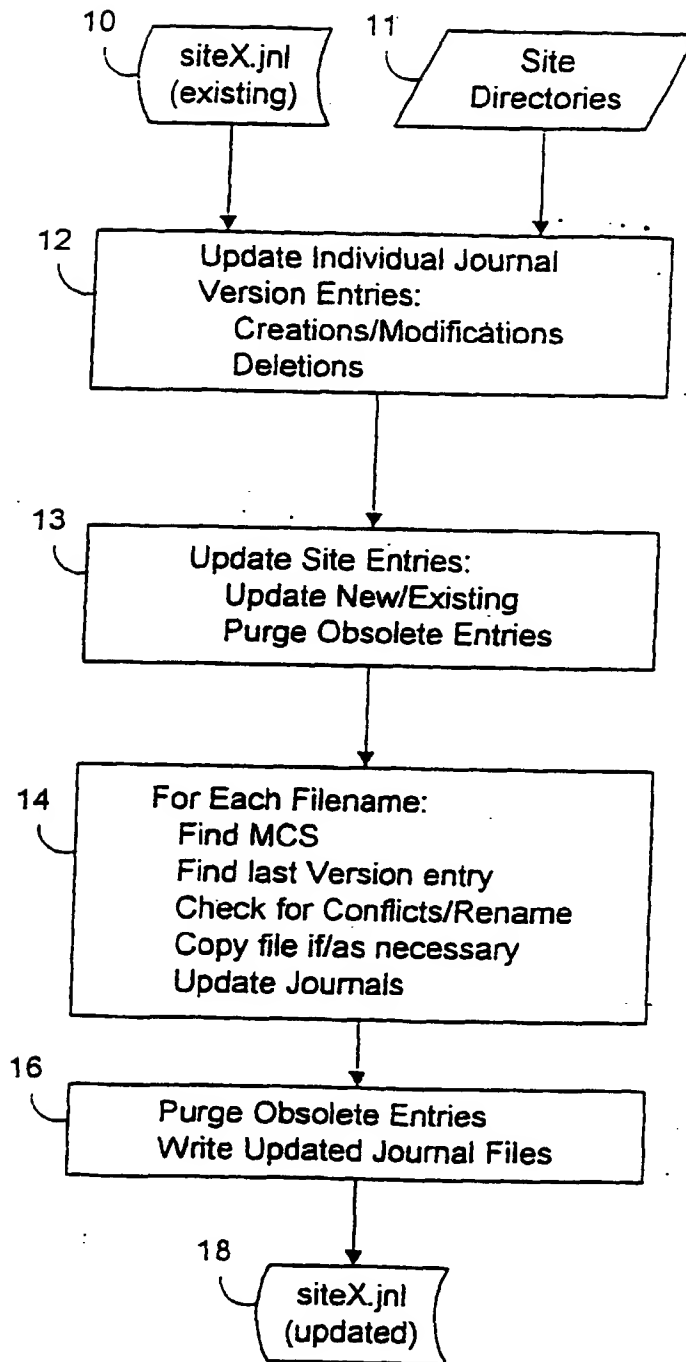 10
siteX.jnl
(existing)
11
Site
Directories
12
Update Individual Journal
Version Entries:
Creations/Modifications
Deletions
13
Update Site Entries:
Update New/Existing
Purge Obsolete Entries
14
For Each Filename:
Find MCS
Find last Version entry
Check for Conflicts/Rename
Copy file if/as necessary
Update Journals
16
Purge Obsolete Entries
Write Updated Journal Files
18
siteX.jnl
(updated)